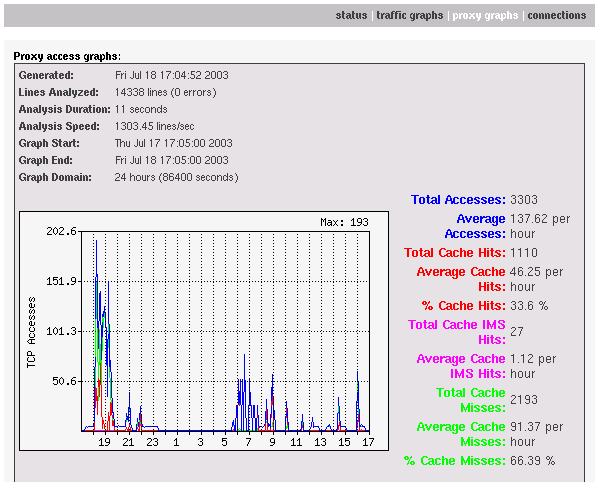 status | traffic graphs | proxy graphs | connections
Proxy access graphs:
Generated: Fri Jul 18 17:04:52 2003
Lines Analyzed: 14338 lines (0 errors)
Analysis Duration: 11 seconds
Analysis Speed: 1303.45 lines/sec
Graph Start: Thu Jul 17 17:05:00 2003
Graph End: Fri Jul 18 17:05:00 2003
Graph Domain: 24 hours (86400 seconds)
Max: 193
202.6
151.9
101.3
50.6
TCP Accesses
19 21 23 1 3 5 7 9 11 13 15 17
Total Accesses: 3303
Average Accesses: 137.62 per hour
Total Cache Hits: 1110
Average Cache Hits: 46.25 per hour
% Cache Hits: 33.6 %
Total Cache IMS Hits: 27
Average Cache IMS Hits: 1.12 per hour
Total Cache Misses: 2193
Average Cache Misses: 91.37 per hour
% Cache Misses: 66.39 %